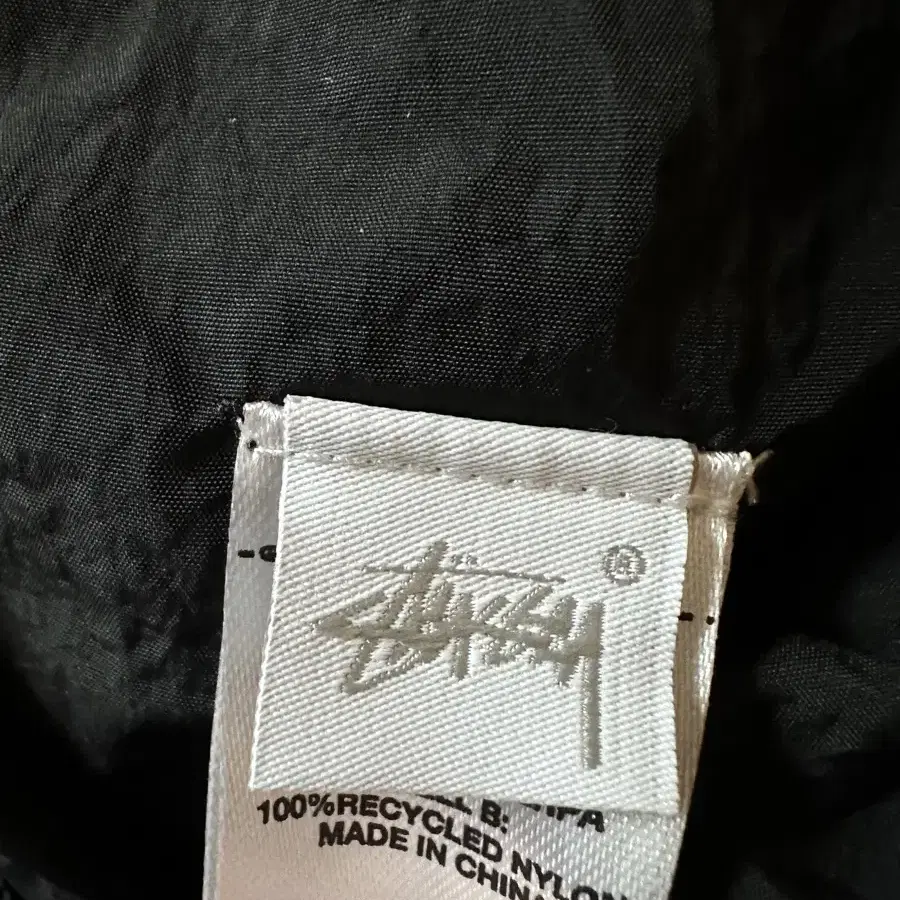 Stüssy ®
B:
100%RECYCLED NYLON
MADE IN CHINA